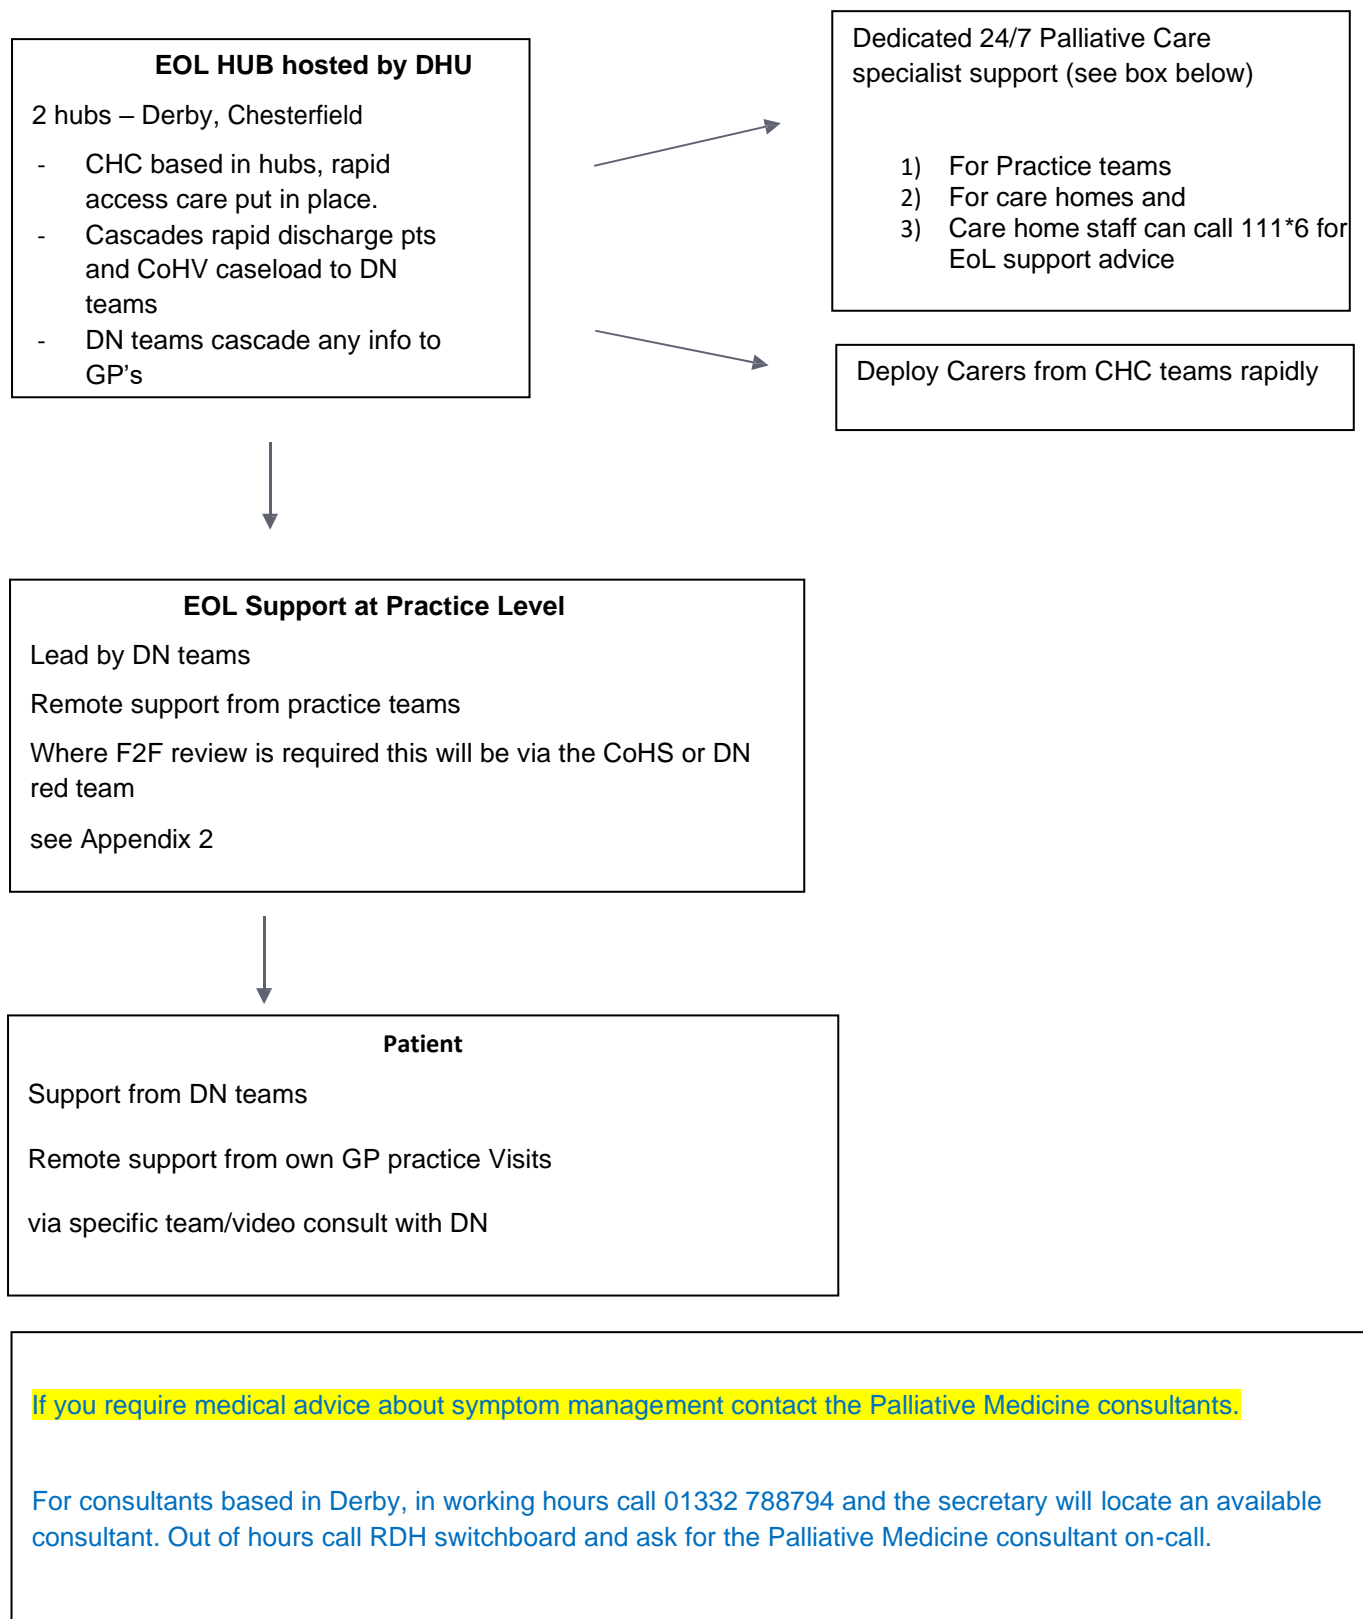 EOL HUB hosted by DHU
2 hubs – Derby, Chesterfield
- CHC based in hubs, rapid
access care put in place.
- Cascades rapid discharge pts
and CoHV caseload to DN
teams
- DN teams cascade any info to
GP's
Dedicated 24/7 Palliative Care
specialist support (see box below)
1) For Practice teams
2) For care homes and
3) Care home staff can call 111*6 for
EoL support advice
Deploy Carers from CHC teams rapidly
EOL Support at Practice Level
Lead by DN teams
Remote support from practice teams
Where F2F review is required this will be via the CoHS or DN
red team
see Appendix 2
Patient
Support from DN teams
Remote support from own GP practice Visits
via specific team/video consult with DN
If you require medical advice about symptom management contact the Palliative Medicine consultants.
For consultants based in Derby, in working hours call 01332 788794 and the secretary will locate an available
consultant. Out of hours call RDH switchboard and ask for the Palliative Medicine consultant on-call.